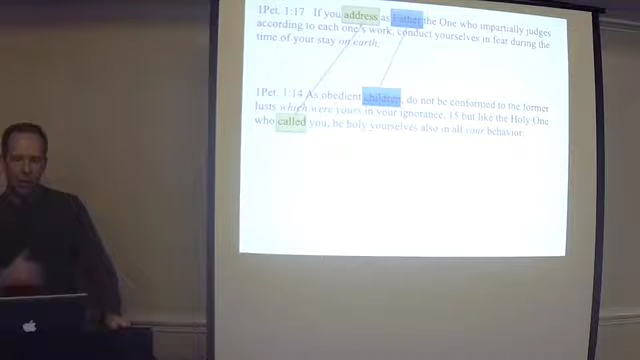 1Pet. 1:17 If you address as Father the One who impartially judges
according to each one's work, conduct yourselves in fear during the
time of your stay on earth;
1Pet. 1:14 As obedient children, do not be conformed to the former
lusts which were yours in your ignorance, 15 but like the Holy One
who called you, be holy yourselves also in all your behavior.